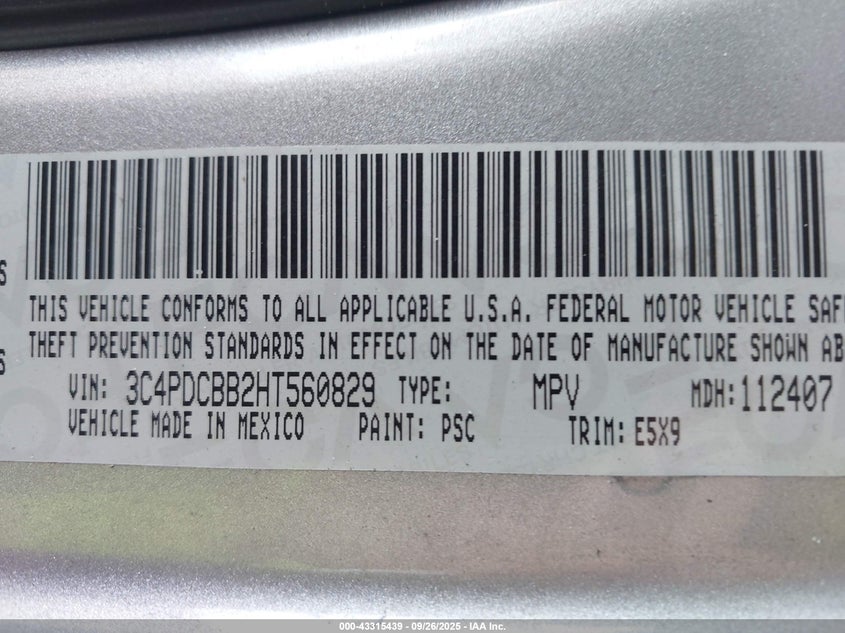 S
THIS VEHICLE CONFORMS TO ALL APPLICABLE U.S.A. FEDERAL MOTOR VEHICLE SAF
S
THEFT PREVENTION STANDARDS IN EFFECT ON THE DATE OF MANUFACTURE SHOWN AB
VIN: 3C4PDCBB2HT560829 TYPE: MPV MDH: 112407
VEHICLE MADE IN MEXICO PAINT: PSC TRIM: E5X9
000-43315439 - 09/26/2025 - IAA Inc.